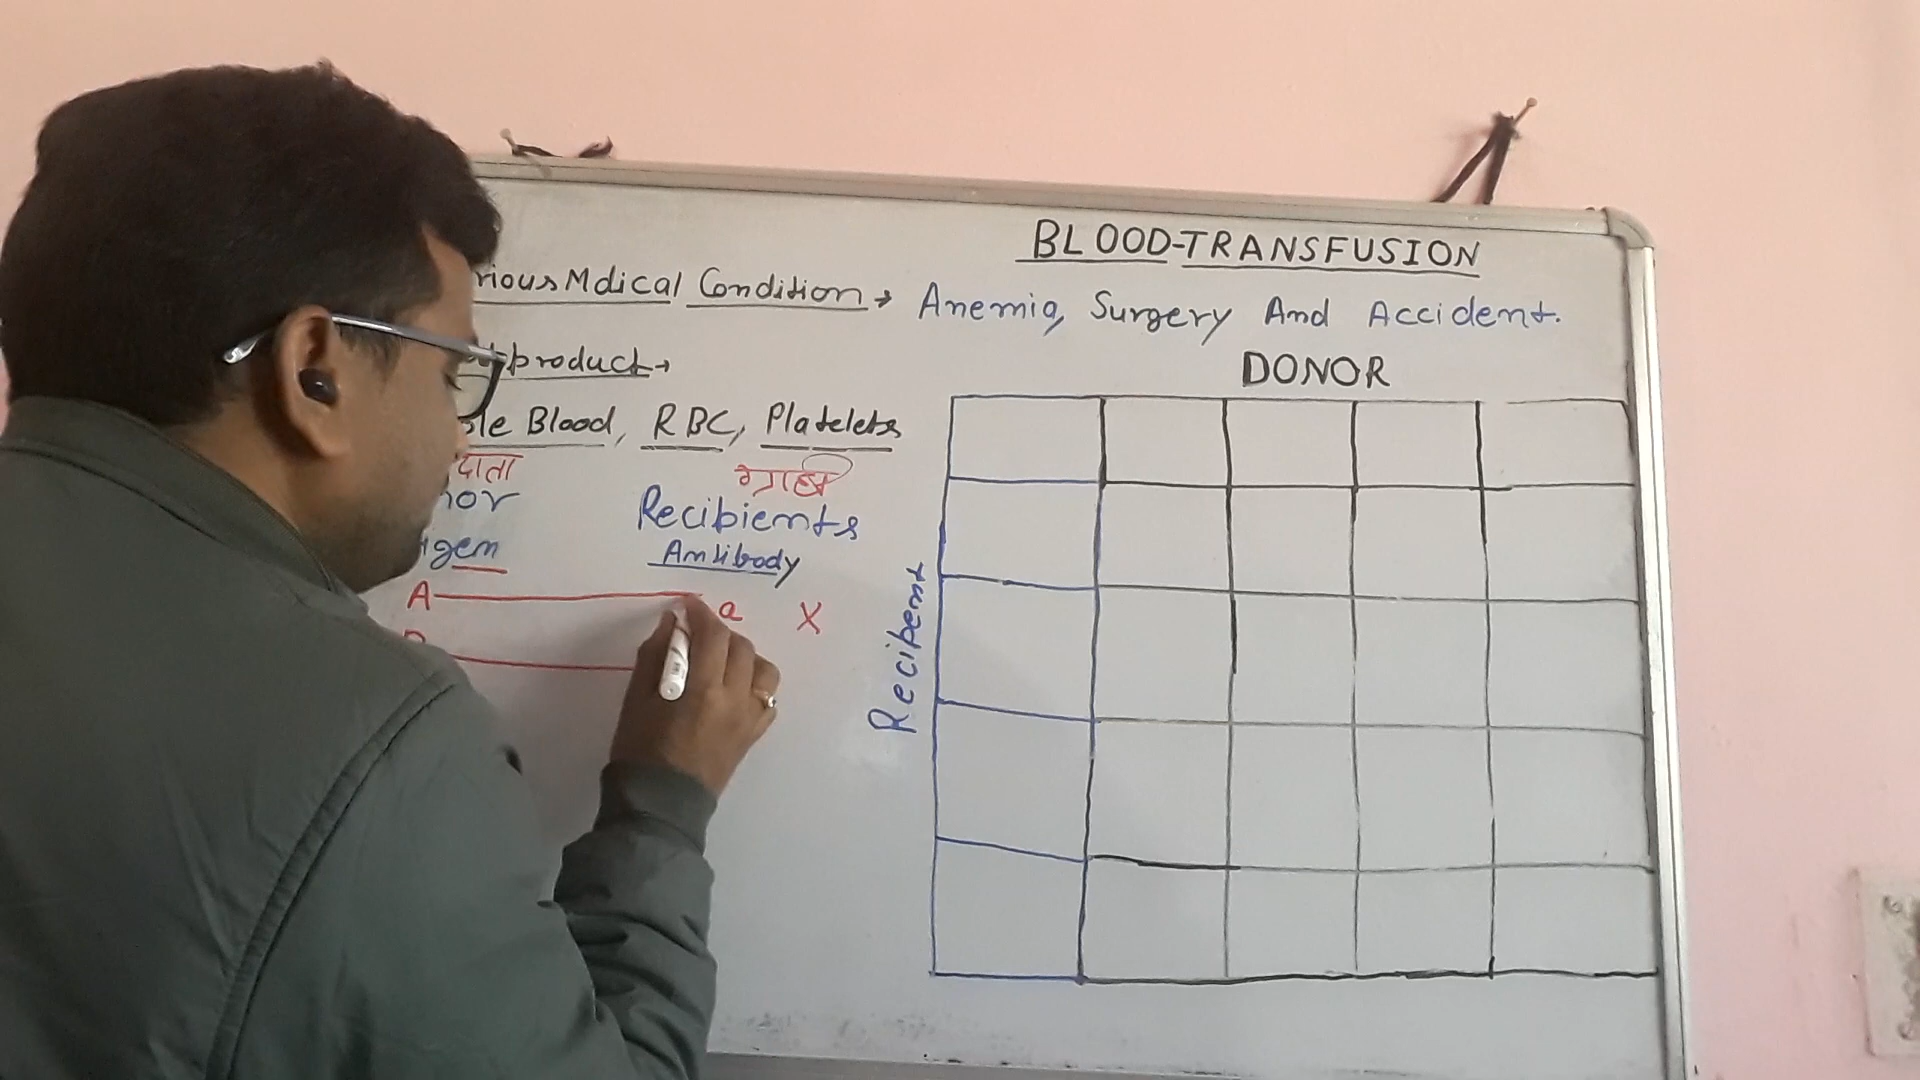 BLOOD-TRANSFUSION
rious Mdical Condition → Anemia, Surgery And Accident.
product →
DONOR
le Blood, RBC, Platelets
दाता
nor Recibients
gen Antibody
A a X
Recibent